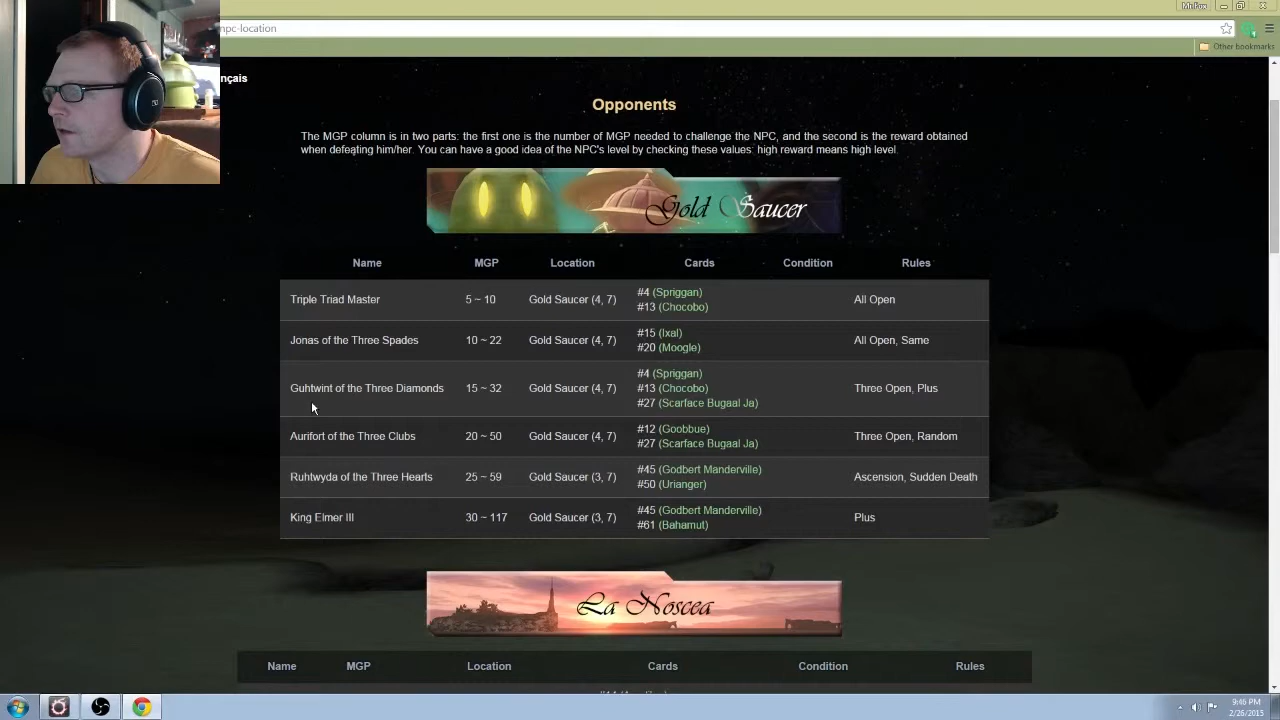 MrFox
npc-location
Other bookmarks
nçais
Opponents
The MGP column is in two parts: the first one is the number of MGP needed to challenge the NPC, and the second is the reward obtained
when defeating him/her. You can have a good idea of the NPC's level by checking these values: high reward means high level.
Gold Saucer
Name MGP Location Cards Condition Rules
Triple Triad Master 5 ~ 10 Gold Saucer (4, 7) #4 (Spriggan) All Open
#13 (Chocobo)
Jonas of the Three Spades 10 ~ 22 Gold Saucer (4, 7) #15 (Ixal) All Open, Same
#20 (Moogle)
Guhtwint of the Three Diamonds 15 ~ 32 Gold Saucer (4, 7) #4 (Spriggan) Three Open, Plus
#13 (Chocobo)
#27 (Scarface Bugaal Ja)
Aurifort of the Three Clubs 20 ~ 50 Gold Saucer (4, 7) #12 (Goobbue) Three Open, Random
#27 (Scarface Bugaal Ja)
Ruhtwyda of the Three Hearts 25 ~ 59 Gold Saucer (3, 7) #45 (Godbert Manderville) Ascension, Sudden Death
#50 (Urianger)
King Elmer III 30 ~ 117 Gold Saucer (3, 7) #45 (Godbert Manderville) Plus
#61 (Bahamut)
La Noscea
Name MGP Location Cards Condition Rules
9:46 PM
2/26/2015